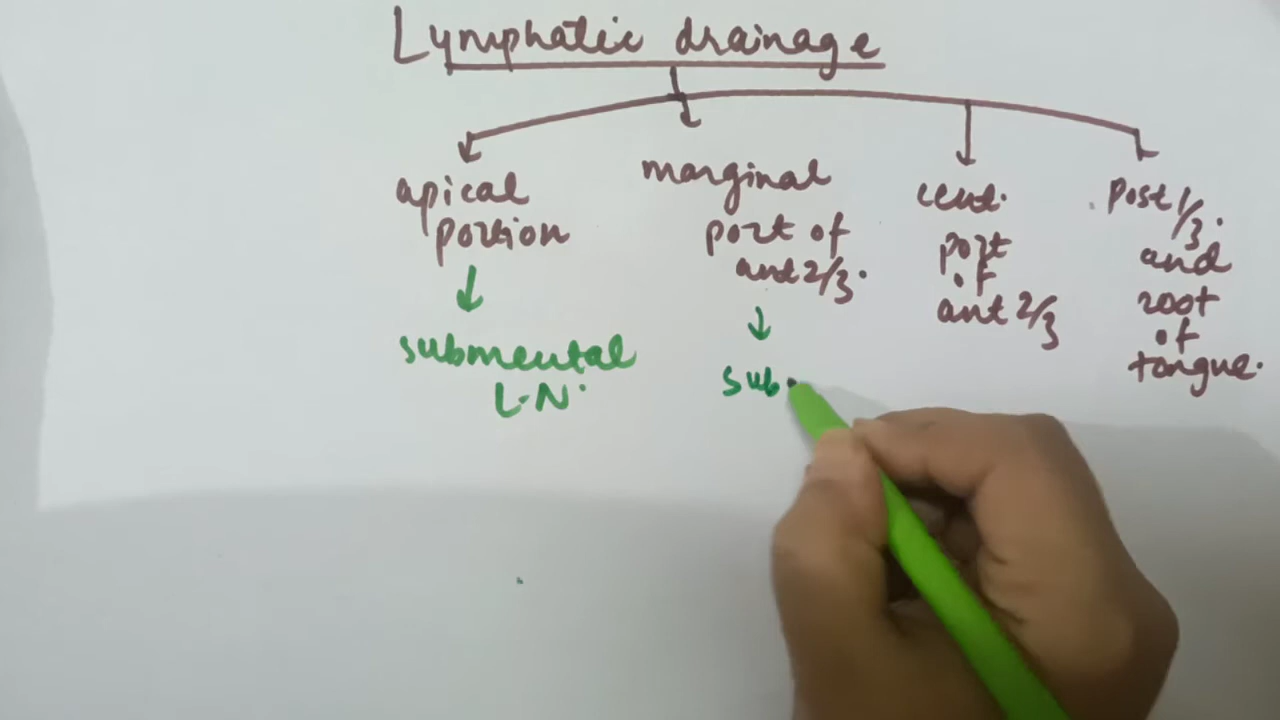 Lymphatic drainage
apical
portion
submental
L.N.
marginal
part of
ant 2/3.
sub
cent.
part
of
ant 2/3
post 1/3.
and
root
of
tongue.